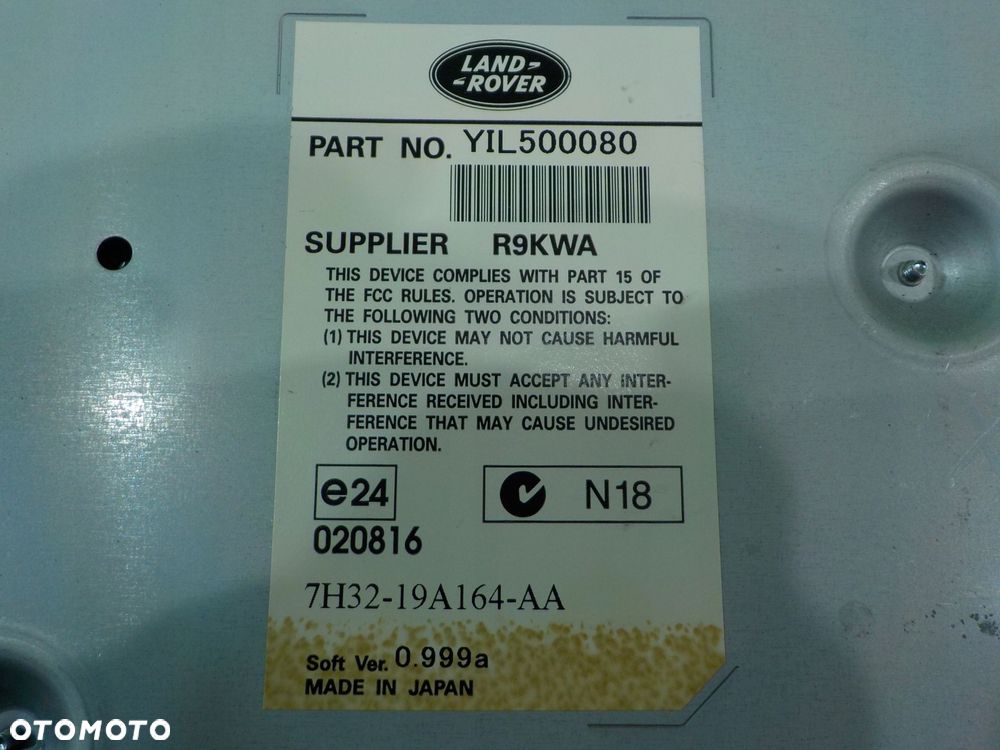 LAND-
-ROVER
PART NO. YIL500080
SUPPLIER R9KWA
THIS DEVICE COMPLIES WITH PART 15 OF
THE FCC RULES. OPERATION IS SUBJECT TO
THE FOLLOWING TWO CONDITIONS:
(1) THIS DEVICE MAY NOT CAUSE HARMFUL
INTERFERENCE.
(2) THIS DEVICE MUST ACCEPT ANY INTER-
FERENCE RECEIVED INCLUDING INTER-
FERENCE THAT MAY CAUSE UNDESIRED
OPERATION.
e24 N18
020816
7H32-19A164-AA
Soft Ver. 0.999a
MADE IN JAPAN
OTOMOTO